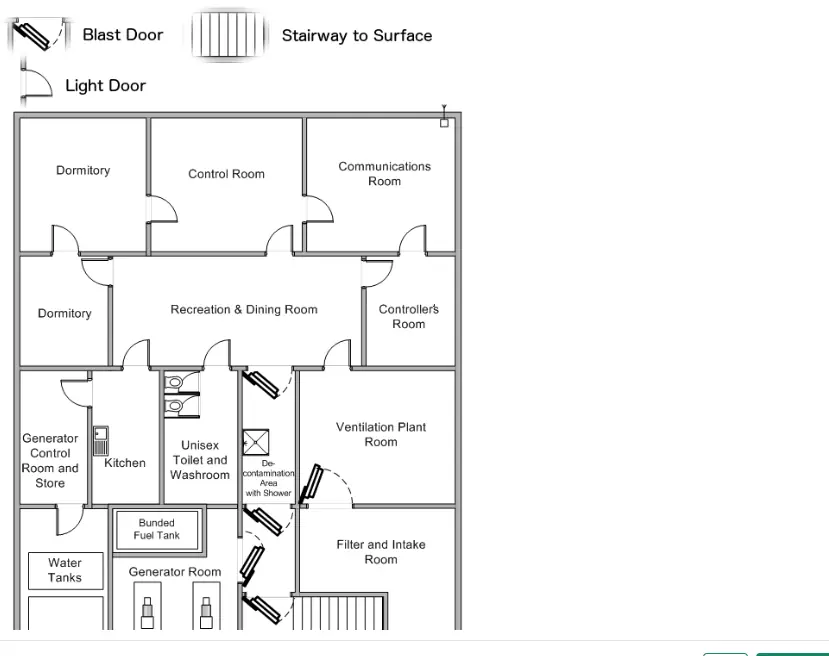 Blast Door
Stairway to Surface
Light Door
Dormitory
Control Room
Communications
Room
Dormitory
Recreation & Dining Room
Controller's
Room
Generator
Control
Room and
Store
Kitchen
Unisex
Toilet and
Washroom
De-
contamination
Area
with Shower
Ventilation Plant
Room
Bunded
Fuel Tank
Filter and Intake
Room
Water
Tanks
Generator Room